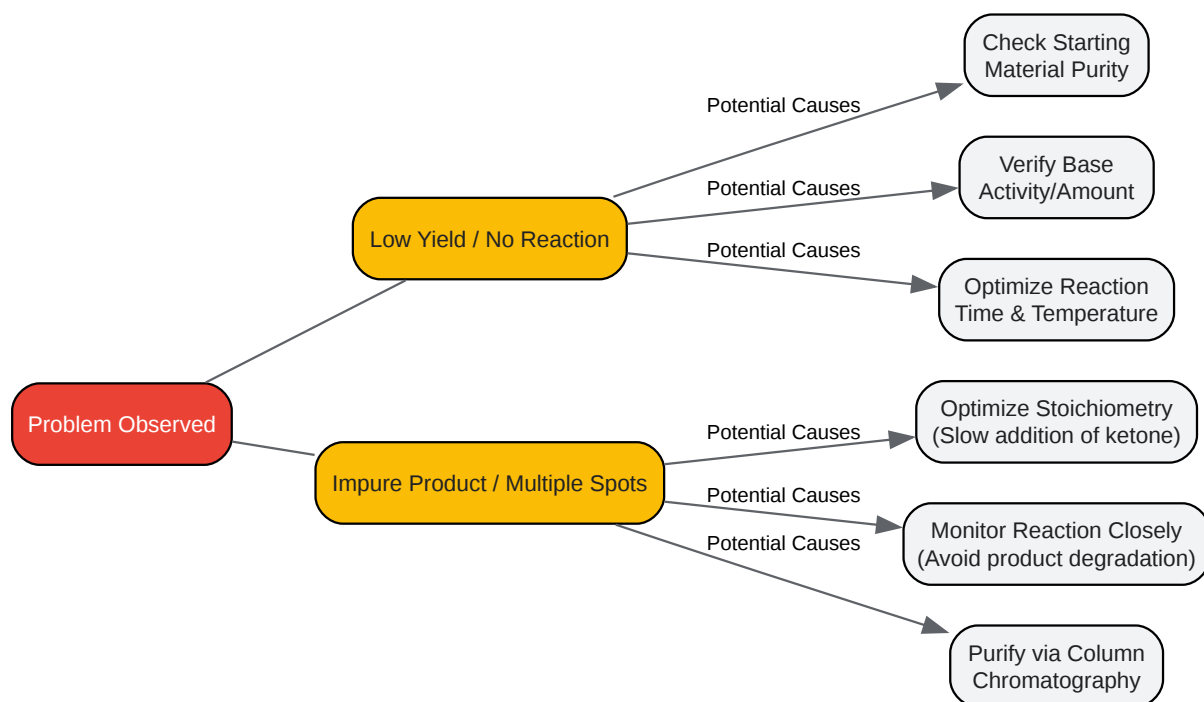 Check Starting
Material Purity
Potential Causes
Verify Base
Activity/Amount
Potential Causes
Low Yield / No Reaction
Potential Causes
Optimize Reaction
Time & Temperature
Problem Observed
Optimize Stoichiometry
(Slow addition of ketone)
Potential Causes
Impure Product / Multiple Spots
Potential Causes
Monitor Reaction Closely
(Avoid product degradation)
Potential Causes
Purify via Column
Chromatography